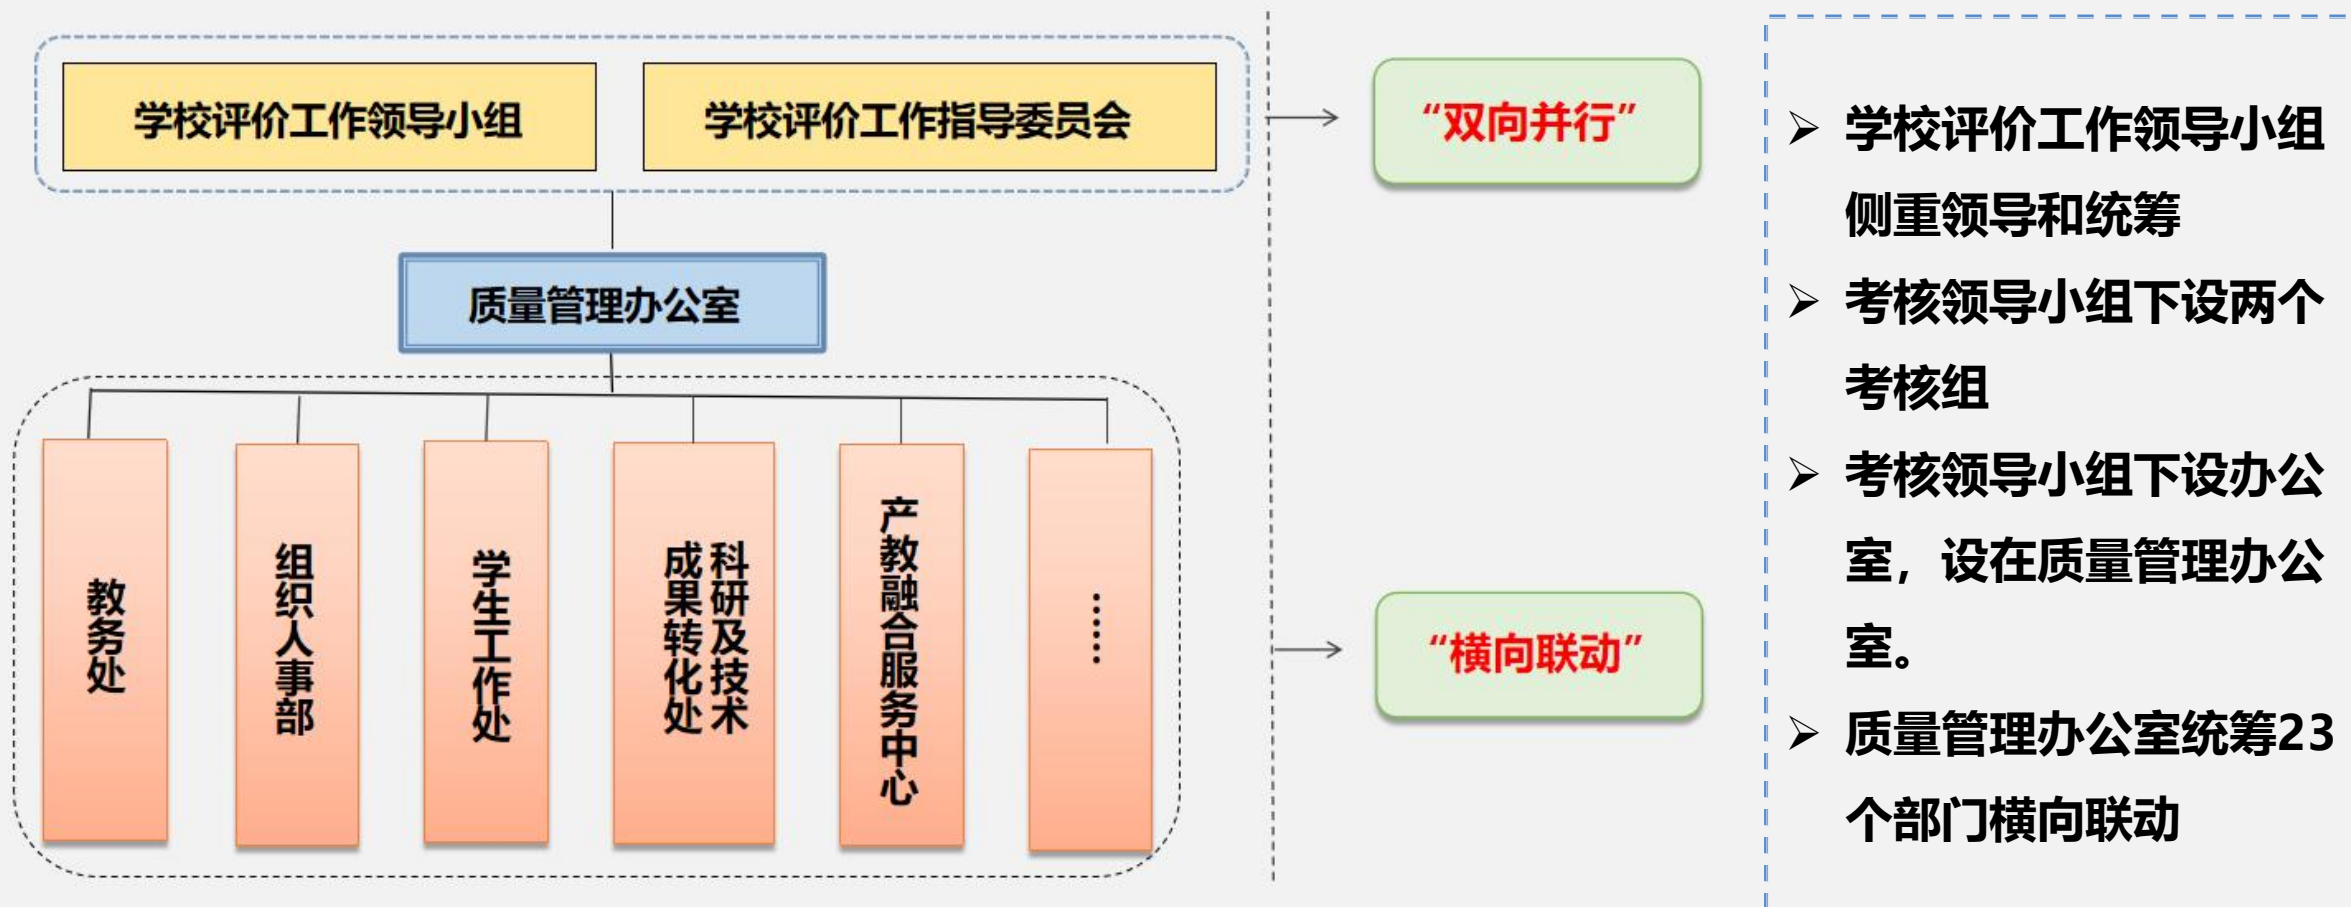 学校评价工作领导小组
学校评价工作指导委员会
“双向并行”
质量管理办公室
教务处
组织人事部
学生工作处
科研及技术
成果转化处
产教融合服务中心
……
“横向联动”
➢ 学校评价工作领导小组
侧重领导和统筹
➢ 考核领导小组下设两个
考核组
➢ 考核领导小组下设办公
室，设在质量管理办公
室。
➢ 质量管理办公室统筹23
个部门横向联动